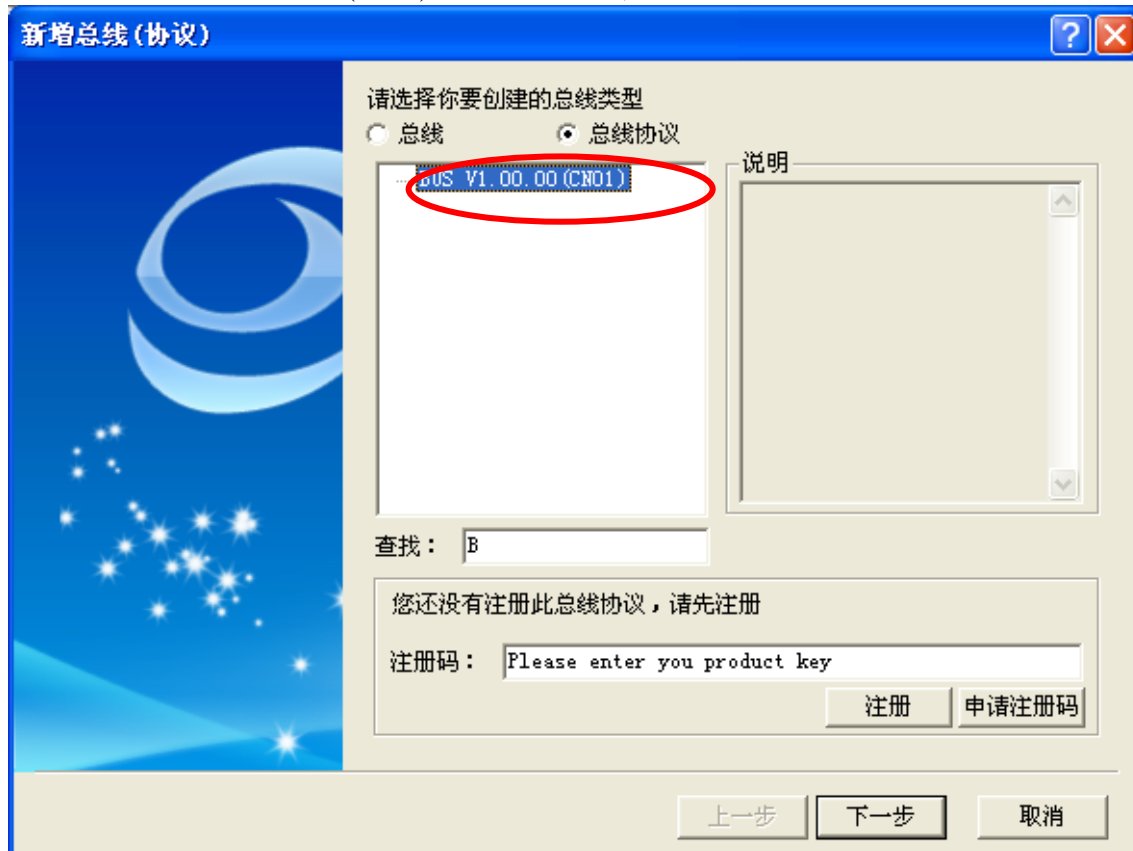 新增总线(协议)
请选择你要创建的总线类型
总线
总线协议
BUS V1.00.00(CN01)
说明
查找：
B
您还没有注册此总线协议，请先注册
注册码：
Please enter you product key
注册
申请注册码
上一步
下一步
取消